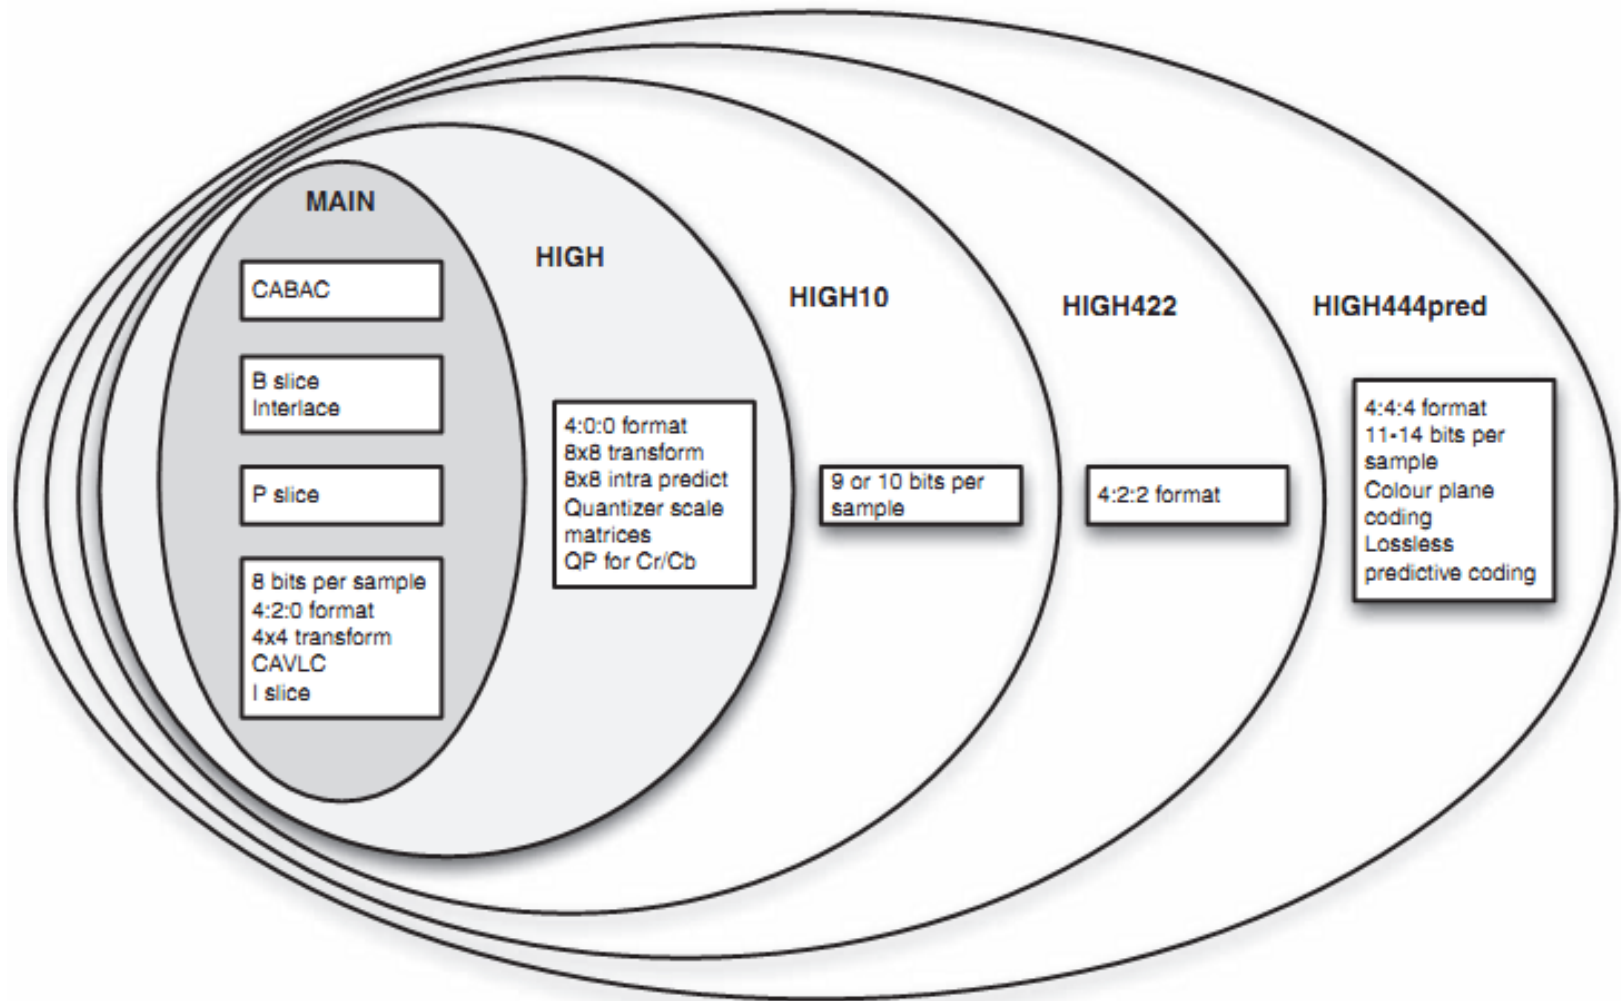 MAIN
CABAC
B slice
Interlace
P slice
8 bits per sample
4:2:0 format
4x4 transform
CAVLC
I slice
HIGH
4:0:0 format
8x8 transform
8x8 intra predict
Quantizer scale
matrices
QP for Cr/Cb
HIGH10
9 or 10 bits per
sample
HIGH422
4:2:2 format
HIGH444pred
4:4:4 format
11-14 bits per
sample
Colour plane
coding
Lossless
predictive coding